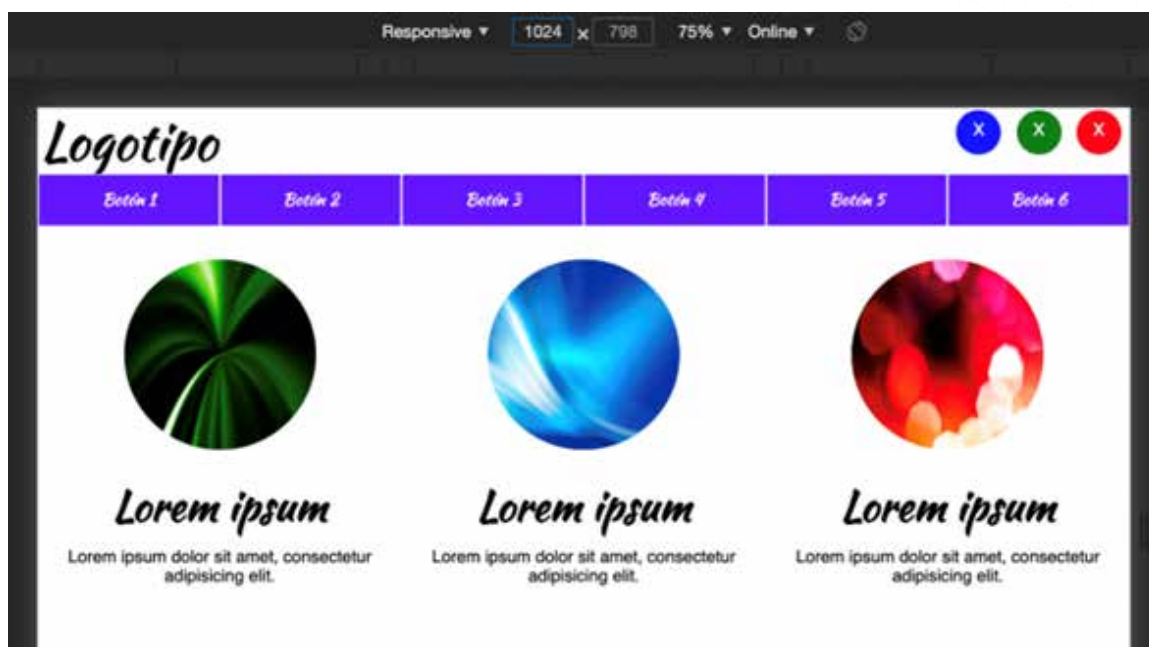 Responsive ▼ 1024 × 798 75% ▼ Online ▼
Logotipo X X X
Botón 1 Botón 2 Botón 3 Botón 4 Botón 5 Botón 6
Lorem ipsum Lorem ipsum Lorem ipsum
Lorem ipsum dolor sit amet, consectetur Lorem ipsum dolor sit amet, consectetur Lorem ipsum dolor sit amet, consectetur
adipisicing elit. adipisicing elit. adipisicing elit.